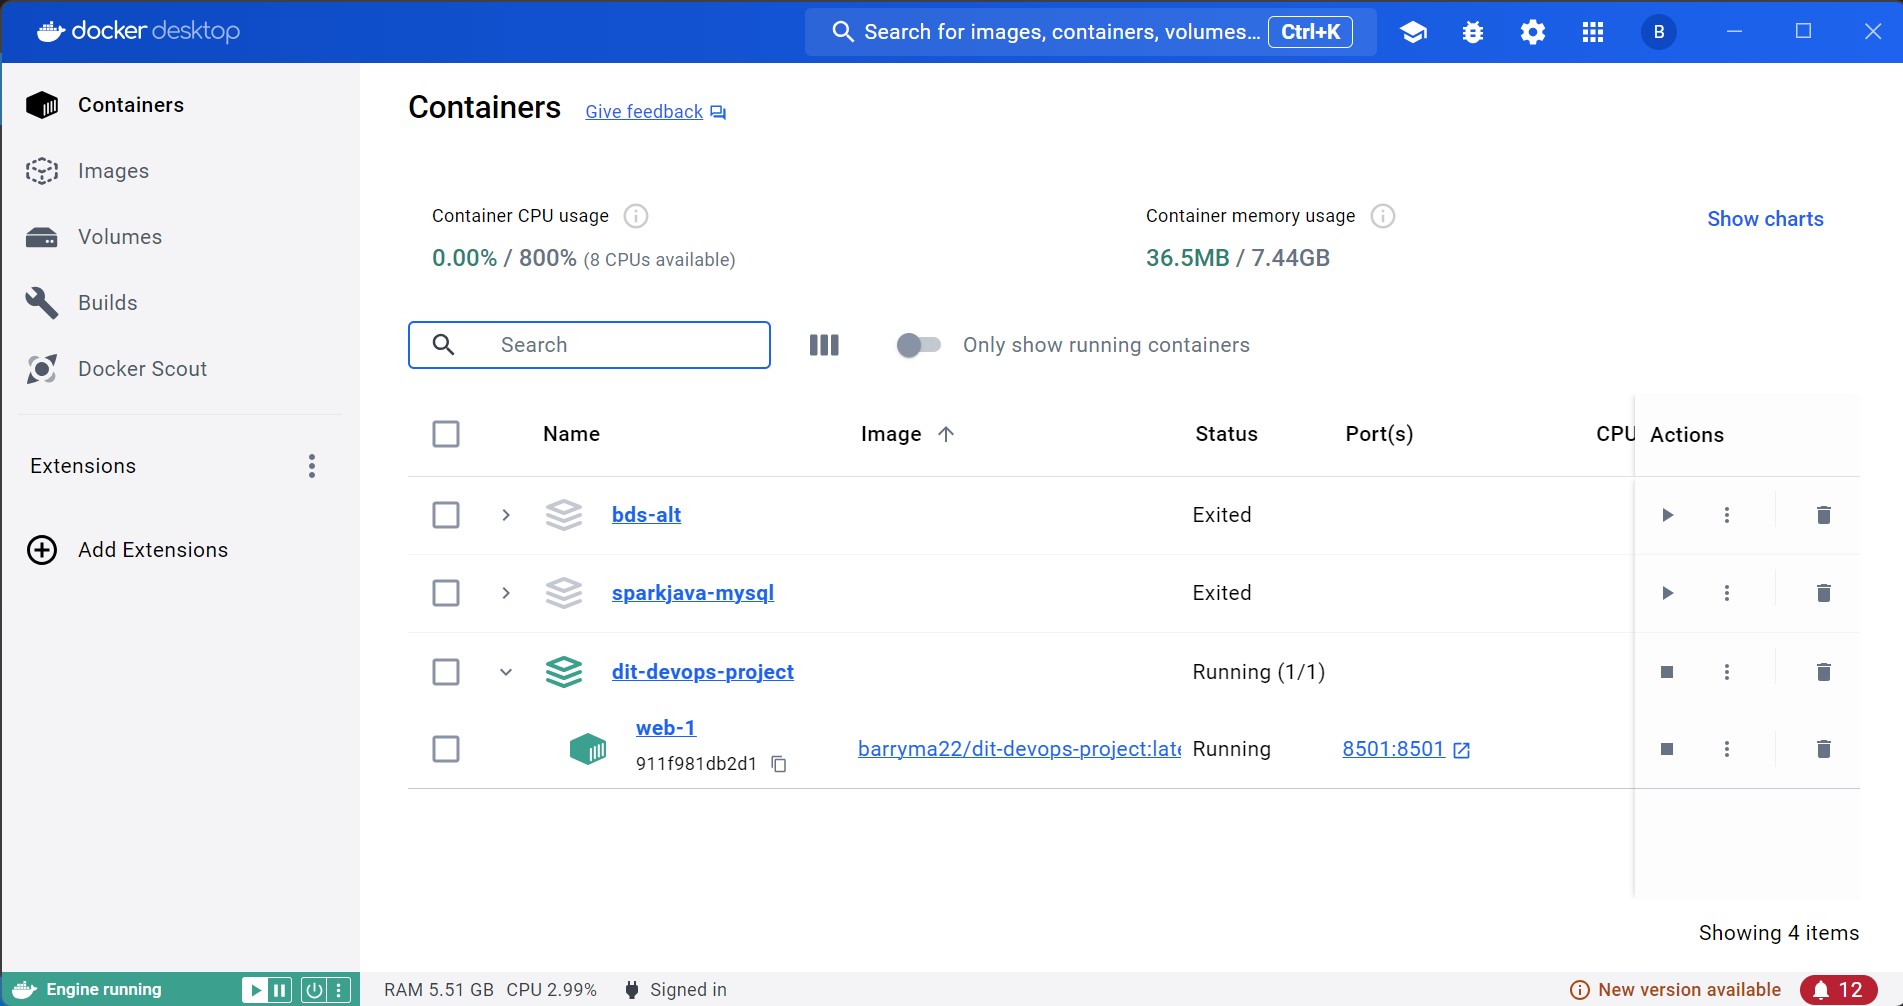 docker desktop
Search for images, containers, volumes... Ctrl+K
B
Containers
Images
Volumes
Builds
Docker Scout
Extensions
Add Extensions
Containers Give feedback
Container CPU usage
0.00% / 800% (8 CPUs available)
Container memory usage
36.5MB / 7.44GB
Show charts
Search
Only show running containers
Name Image Status Port(s) CPU Actions
bds-alt Exited
sparkjava-mysql Exited
dit-devops-project Running (1/1)
web-1
911f981db2d1
barryma22/dit-devops-project:late Running 8501:8501
Showing 4 items
Engine running
RAM 5.51 GB CPU 2.99% Signed in
New version available 12